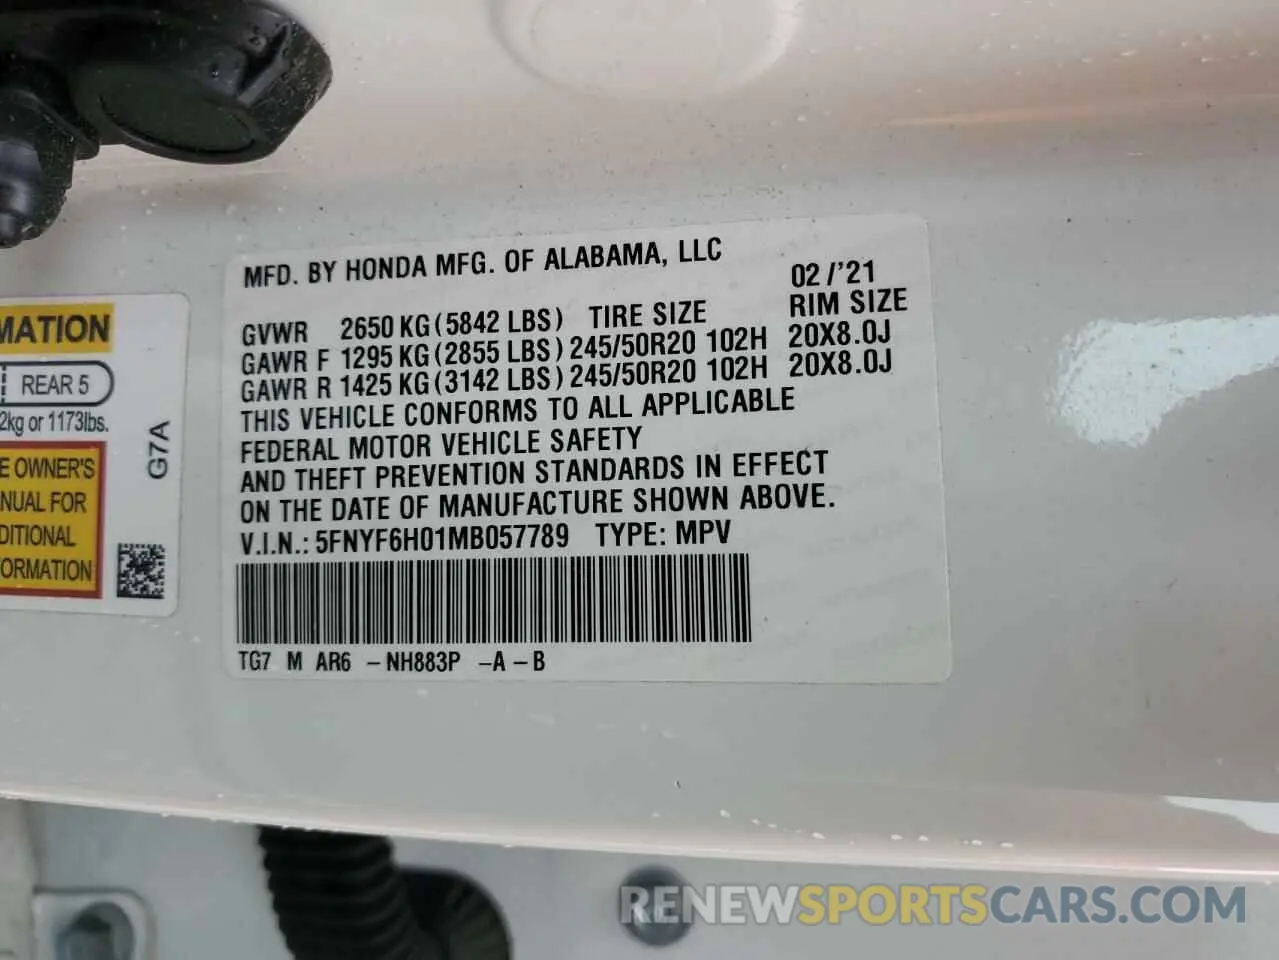 MATION
REAR 5
2kg or 1173lbs.
E OWNER'S
NUAL FOR
DITIONAL
FORMATION
G7A
MFD. BY HONDA MFG. OF ALABAMA, LLC
02 /'21
GVWR 2650 KG (5842 LBS) TIRE SIZE RIM SIZE
GAWR F 1295 KG (2855 LBS) 245/50R20 102H 20X8.0J
GAWR R 1425 KG (3142 LBS) 245/50R20 102H 20X8.0J
THIS VEHICLE CONFORMS TO ALL APPLICABLE
FEDERAL MOTOR VEHICLE SAFETY
AND THEFT PREVENTION STANDARDS IN EFFECT
ON THE DATE OF MANUFACTURE SHOWN ABOVE.
V.I.N.: 5FNYF6H01MB057789 TYPE: MPV
TG7 M AR6 -NH883P -A-B
RENEWSPORTSCARS.COM